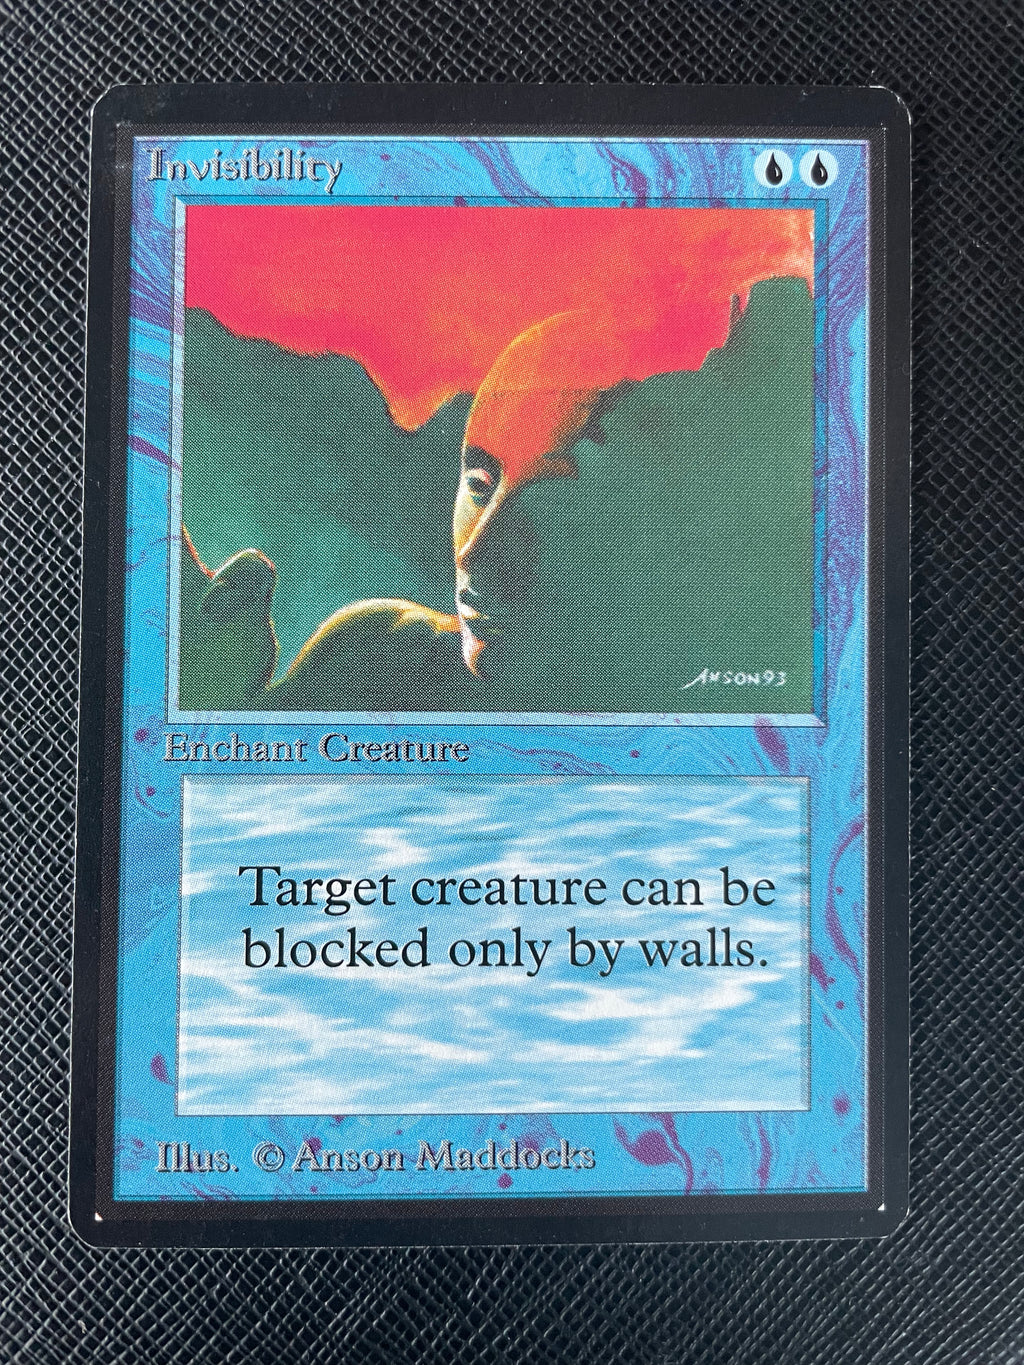 Invisibility
ANSON93
Enchant Creature
Target creature can be
blocked only by walls.
Illus. © Anson Maddocks